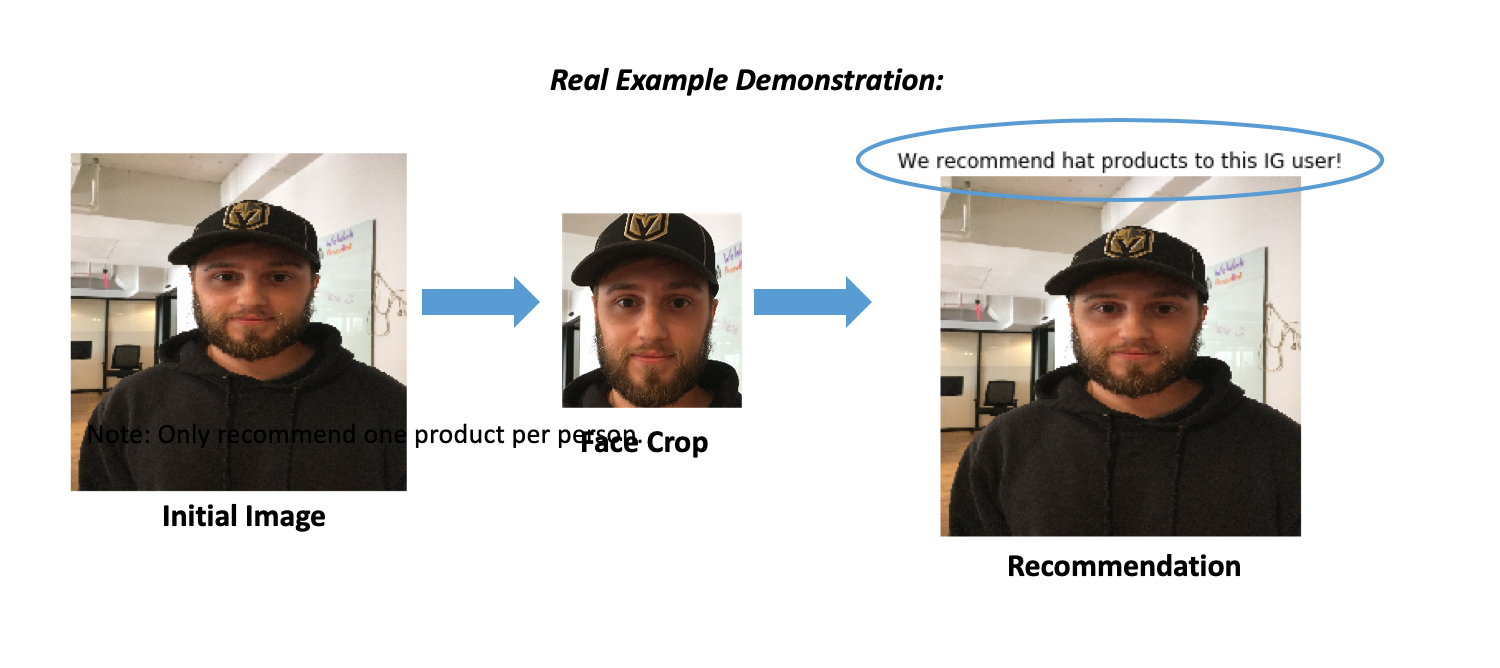 Real Example Demonstration:
We recommend hat products to this IG user!
Note: Only recommend one product per person.
Face Crop
Initial Image
Recommendation